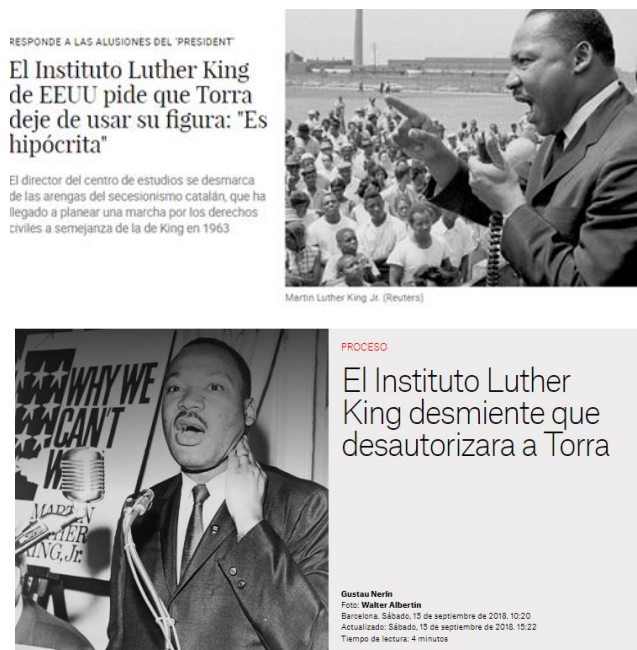 RESPONDE A LAS ALUSIONES DEL 'PRESIDENT'
El Instituto Luther King
de EEUU pide que Torra
deje de usar su figura: "Es
hipócrita"
El director del centro de estudios se desmarca
de las arengas del secesionismo catalán, que ha
llegado a planear una marcha por los derechos
civiles a semejanza de la de King en 1963
Martin Luther King Jr. (Reuters)
WHY WE
CAN'T
W
MARTIN
THER
KING, Jr.
PROCESO
El Instituto Luther
King desmiente que
desautorizara a Torra
Gustau Nerín
Foto: Walter Albertin
Barcelona. Sábado, 15 de septiembre de 2018. 10:20
Actualizado: Sábado, 15 de septiembre de 2018. 15:22
Tiempo de lectura: 4 minutos